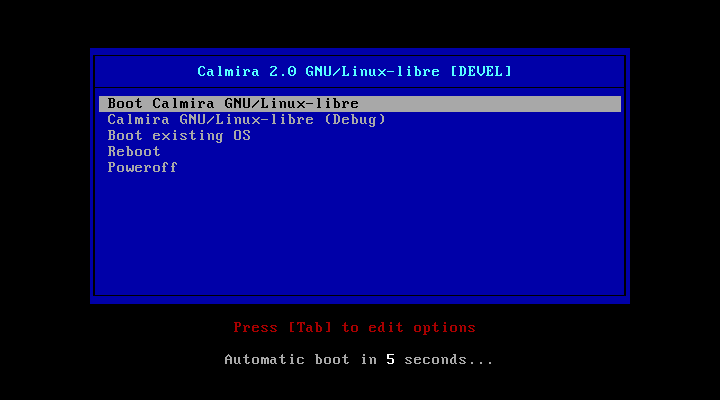 Calmira 2.0 GNU/Linux-libre [DEVEL]
Boot Calmira GNU/Linux-libre
Calmira GNU/Linux-libre (Debug)
Boot existing OS
Reboot
Poweroff
Press [Tab] to edit options
Automatic boot in 5 seconds...